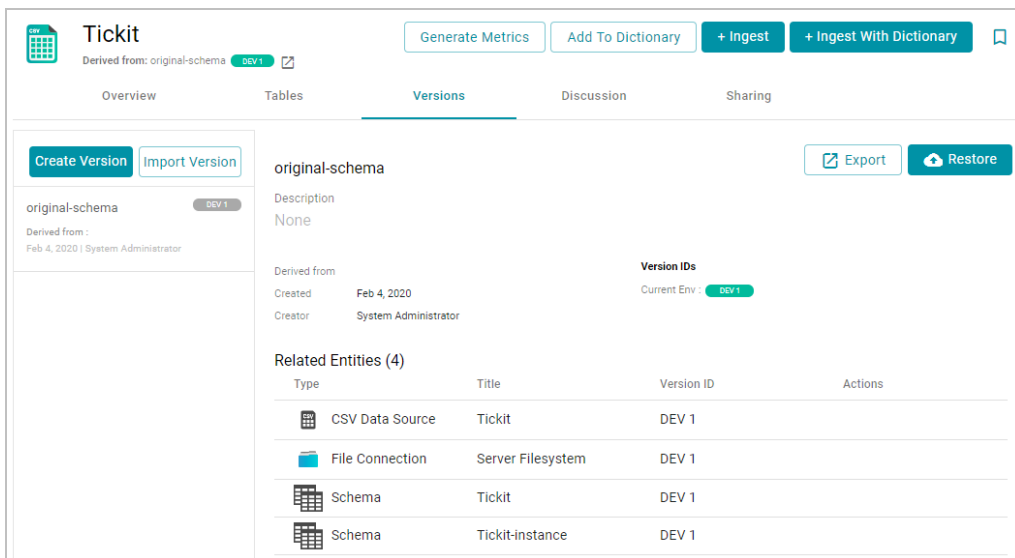 CSV
Tickit
Derived from: original-schema DEV 1
Generate Metrics
Add To Dictionary
+ Ingest
+ Ingest With Dictionary
Overview
Tables
Versions
Discussion
Sharing
Create Version
Import Version
original-schema DEV 1
Derived from :
Feb 4, 2020 | System Administrator
original-schema
Export
Restore
Description
None
Derived from
Created Feb 4, 2020
Creator System Administrator
Version IDs
Current Env : DEV 1
Related Entities (4)
Type Title Version ID Actions
CSV CSV Data Source Tickit DEV 1
File Connection Server Filesystem DEV 1
Schema Tickit DEV 1
Schema Tickit-instance DEV 1